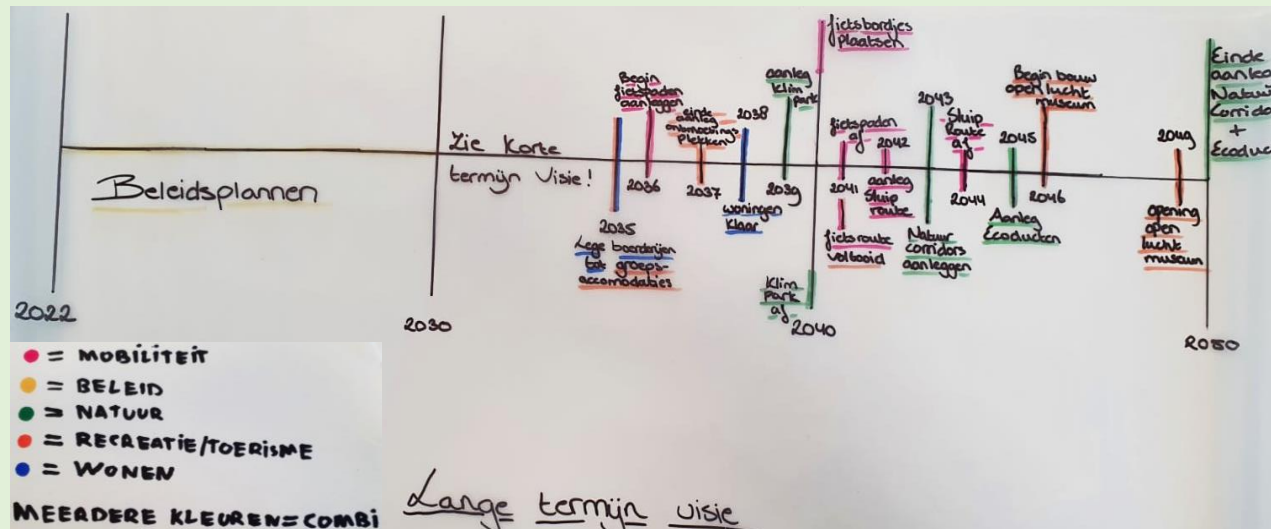 2022
Beleidsplannen
2030
Zie Korte
termijn Visie!
2035
Lege boerderijen
tot groeps-
accomodaties
Begin
fietspaden
aanleggen
2036
einde
aanleg
ontmoetings
Plekken
2037
2038
woningen
Klaar
aanleg
Klim
park
2039
fietsbordjes
plaatsen
Klim
Park
af
2040
fietspaden
af
2041
fietsroute
voltooid
2042
aanleg
Sluip
route
2043
Natuur
corridors
aanleggen
Sluip
Route
af
2044
2045
Aanleg
Ecoducten
Begin bouw
open lucht
museum
2046
2049
opening
open
lucht
museum
Einde
aanleg
Natuur
Corrido
+
Ecoduc
2050
= MOBILITEIT
= BELEID
= NATUUR
= RECREATIE/TOERISME
= WONEN
MEERDERE KLEUREN=COMBI
Lange termijn visie